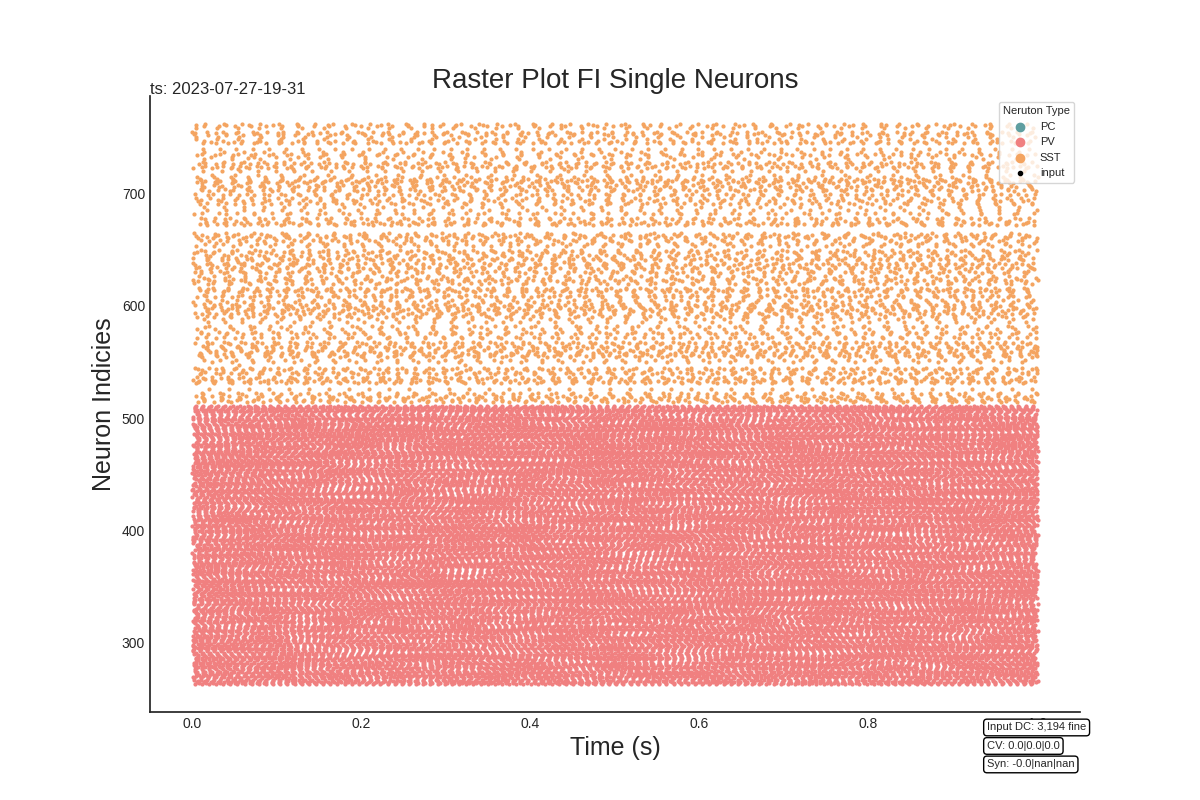 Raster Plot FI Single Neurons
ts: 2023-07-27-19-31
Neruton Type
PC
PV
SST
input
700
600
500
400
300
Neuron Indicies
0.0 0.2 0.4 0.6 0.8
Time (s)
Input DC: 3,194 fine
CV: 0.0|0.0|0.0
Syn: -0.0|nan|nan